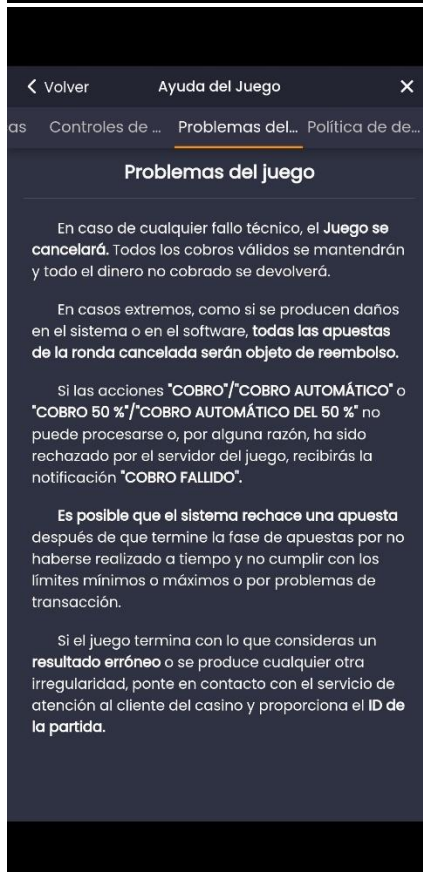 Volver Ayuda del Juego
as Controles de ... Problemas del... Política de de...
Problemas del juego
En caso de cualquier fallo técnico, el Juego se
cancelará. Todos los cobros válidos se mantendrán
y todo el dinero no cobrado se devolverá.
En casos extremos, como si se producen daños
en el sistema o en el software, todas las apuestas
de la ronda cancelada serán objeto de reembolso.
Si las acciones "COBRO"/"COBRO AUTOMÁTICO" o
"COBRO 50 %"/"COBRO AUTOMÁTICO DEL 50 %" no
puede procesarse o, por alguna razón, ha sido
rechazado por el servidor del juego, recibirás la
notificación "COBRO FALLIDO".
Es posible que el sistema rechace una apuesta
después de que termine la fase de apuestas por no
haberse realizado a tiempo y no cumplir con los
límites mínimos o máximos o por problemas de
transacción.
Si el juego termina con lo que consideras un
resultado erróneo o se produce cualquier otra
irregularidad, ponte en contacto con el servicio de
atención al cliente del casino y proporciona el ID de
la partida.